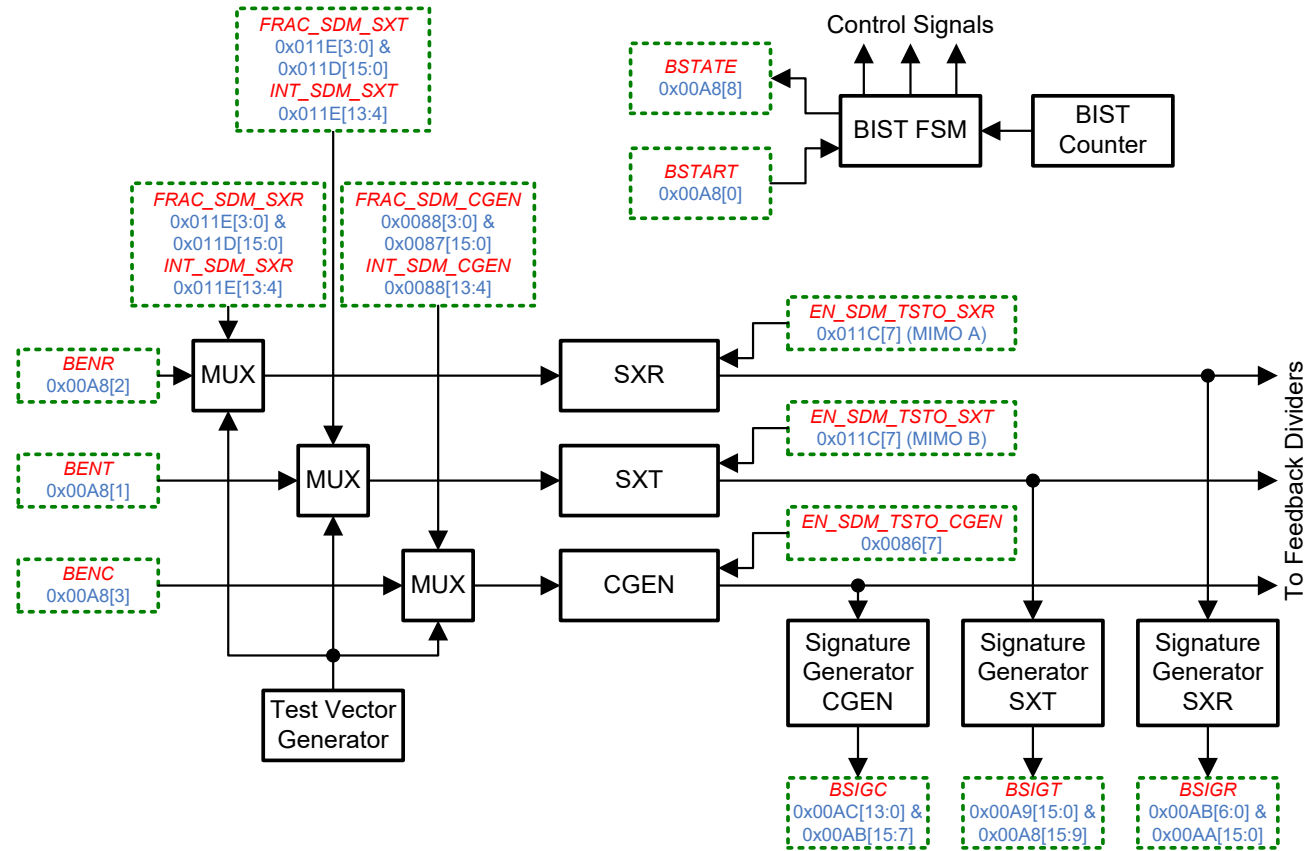 FRAC_SDM_SXT
0x011E[3:0] &
0x011D[15:0]
INT_SDM_SXT
0x011E[13:4]
Control Signals
BSTATE
0x00A8[8]
BIST FSM
BIST
Counter
BSTART
0x00A8[0]
FRAC_SDM_SXR
0x011E[3:0] &
0x011D[15:0]
INT_SDM_SXR
0x011E[13:4]
FRAC_SDM_CGEN
0x0088[3:0] &
0x0087[15:0]
INT_SDM_CGEN
0x0088[13:4]
EN_SDM_TSTO_SXR
0x011C[7] (MIMO A)
BENR
0x00A8[2]
MUX
SXR
EN_SDM_TSTO_SXT
0x011C[7] (MIMO B)
BENT
0x00A8[1]
MUX
SXT
EN_SDM_TSTO_CGEN
0x0086[7]
BENC
0x00A8[3]
MUX
CGEN
To Feedback Dividers
Signature
Generator
CGEN
Signature
Generator
SXT
Signature
Generator
SXR
Test Vector
Generator
BSIGC
0x00AC[13:0] &
0x00AB[15:7]
BSIGT
0x00A9[15:0] &
0x00A8[15:9]
BSIGR
0x00AB[6:0] &
0x00AA[15:0]